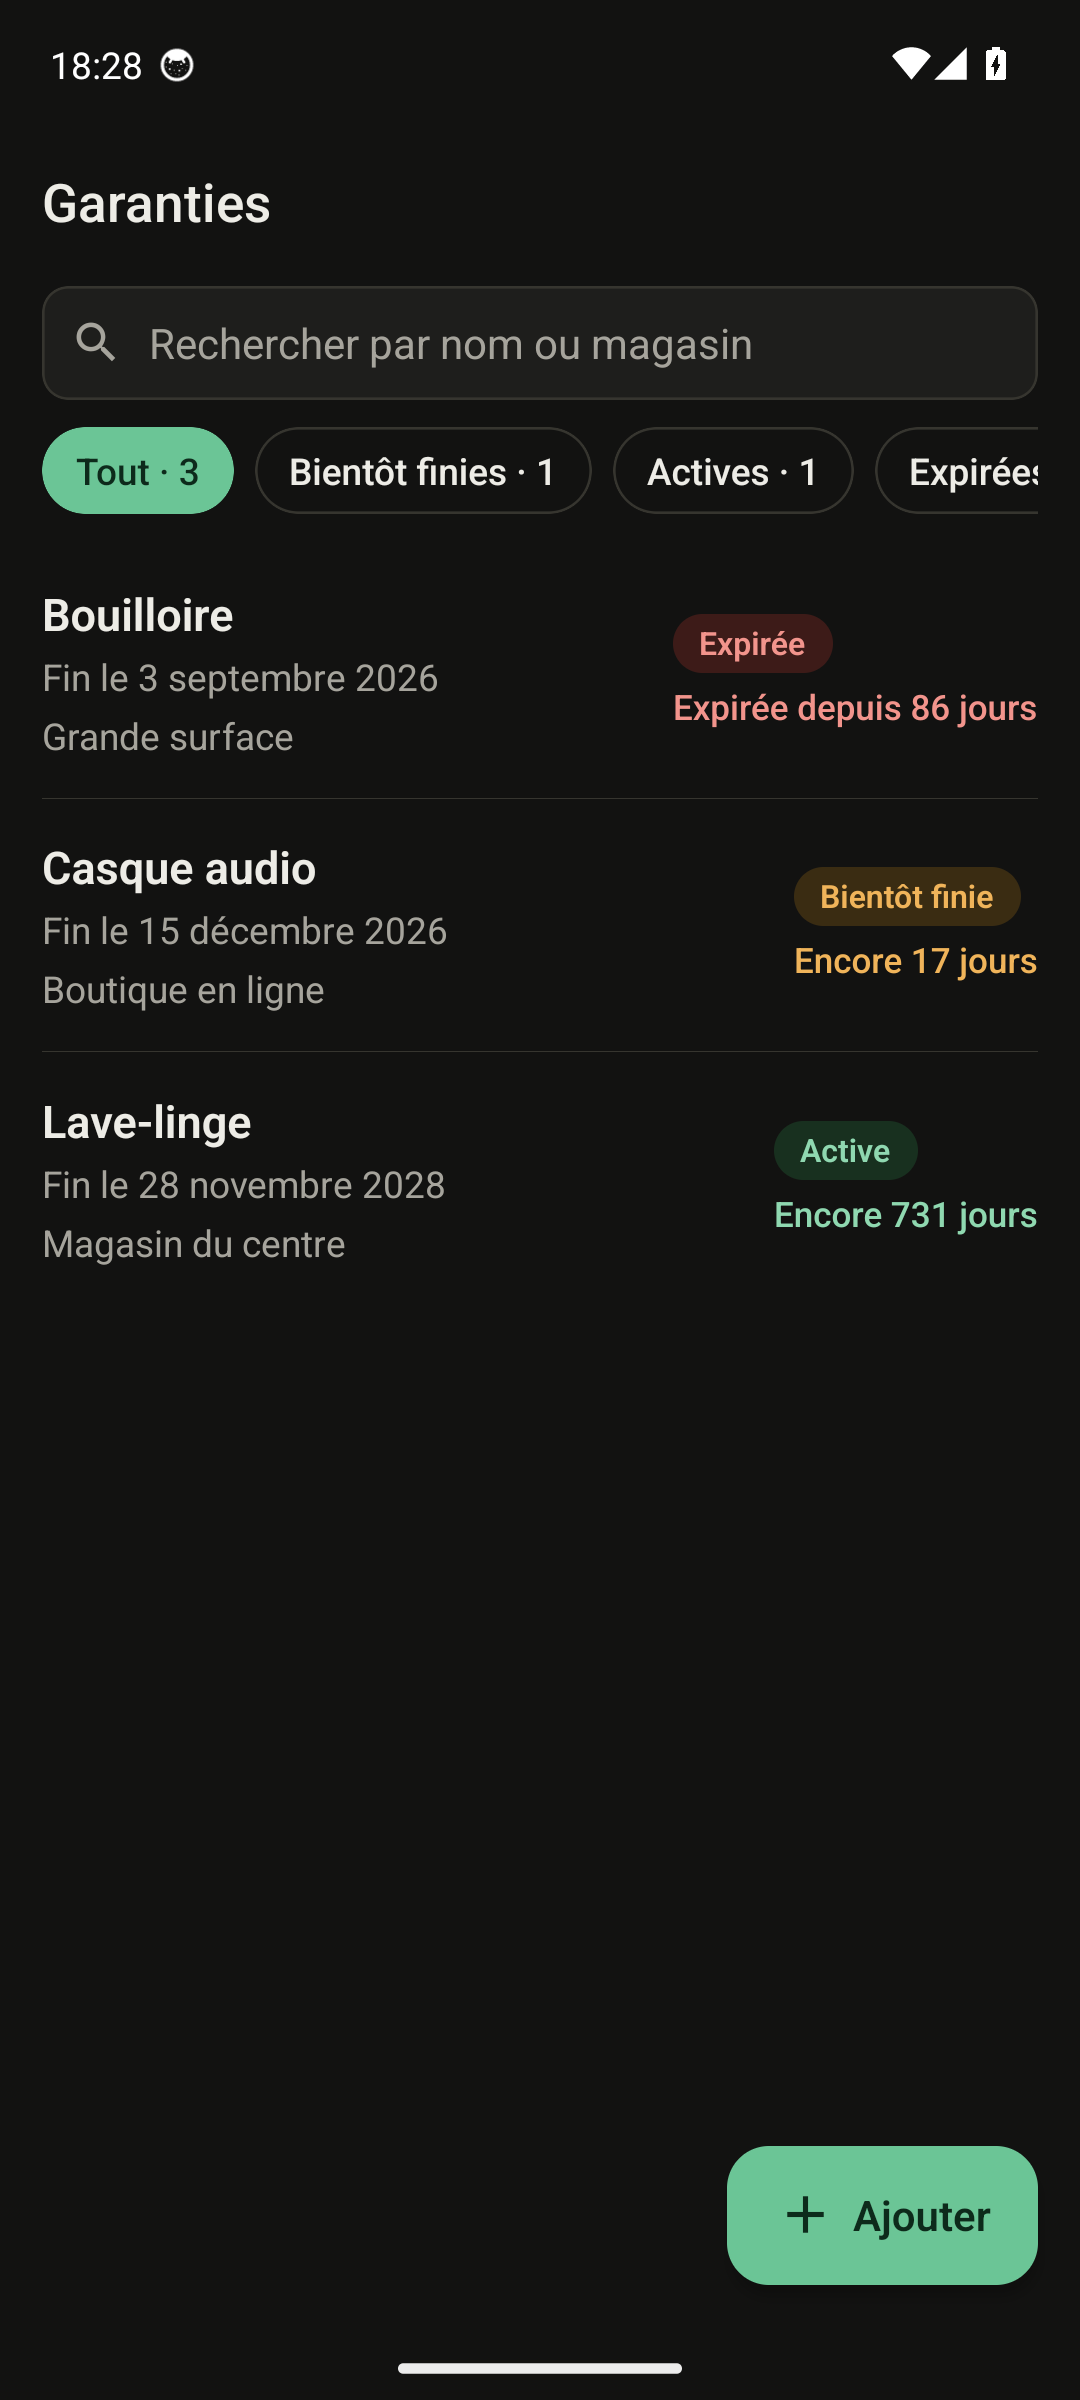 18:28
Garanties
Rechercher par nom ou magasin
Tout · 3
Bientôt finies · 1
Actives · 1
Expirées
Bouilloire
Fin le 3 septembre 2026
Grande surface
Expirée
Expirée depuis 86 jours
Casque audio
Fin le 15 décembre 2026
Boutique en ligne
Bientôt finie
Encore 17 jours
Lave-linge
Fin le 28 novembre 2028
Magasin du centre
Active
Encore 731 jours
Ajouter